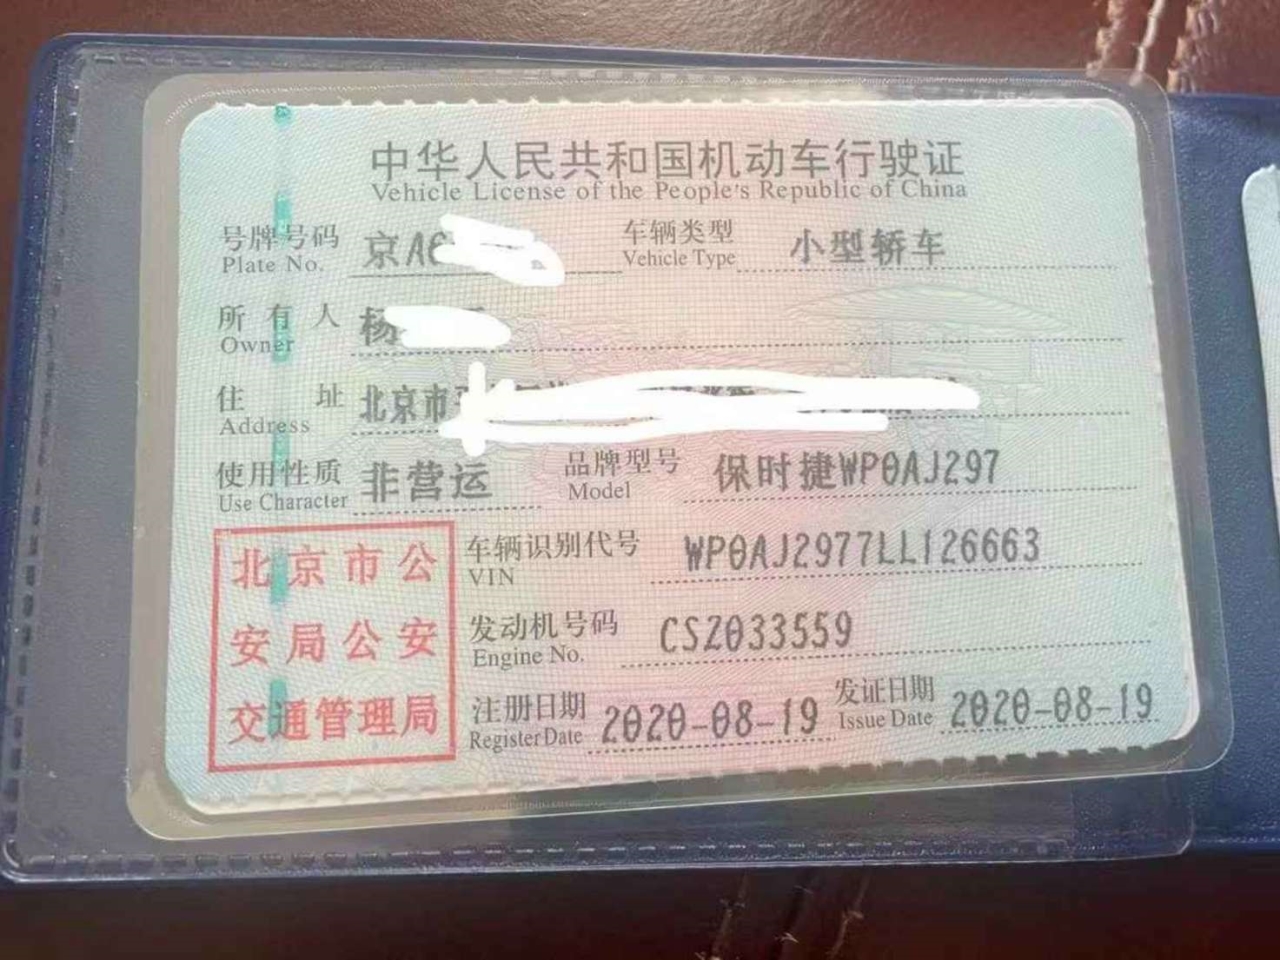 中华人民共和国机动车行驶证
Vehicle License of the People's Republic of China
号牌号码 京A6 车辆类型 小型轿车
Plate No. Vehicle Type
所有人 杨
Owner
住址 北京市
Address
使用性质 非营运 品牌型号 保时捷WP0AJ297
Use Character Model
北京市公
安局公安
交通管理局
车辆识别代号 WP0AJ2977LL126663
VIN
发动机号码 CSZ033559
Engine No.
注册日期 2020-08-19 发证日期 2020-08-19
Register Date Issue Date